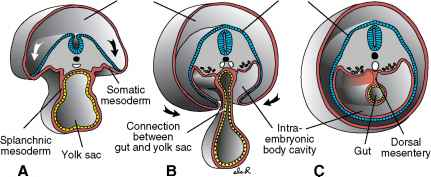 Somatic
mesoderm
Splanchnic
mesoderm
Yolk sac
A
Connection
between
gut and yolk sac
B
Intra-
embryonic
body cavity
C
Gut
Dorsal
mesentery